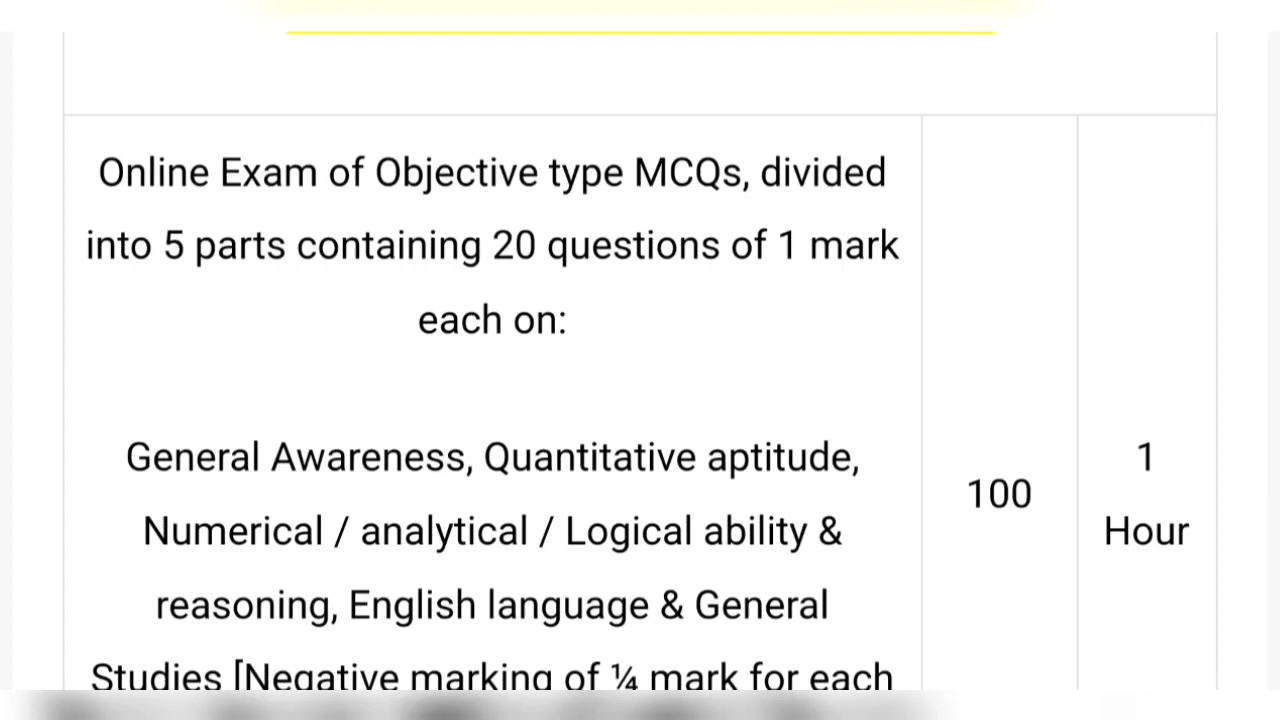 Online Exam of Objective type MCQs, divided
into 5 parts containing 20 questions of 1 mark
each on:
General Awareness, Quantitative aptitude,
Numerical / analytical / Logical ability &
reasoning, English language & General
Studies [Negative marking of ¼ mark for each
100
1
Hour